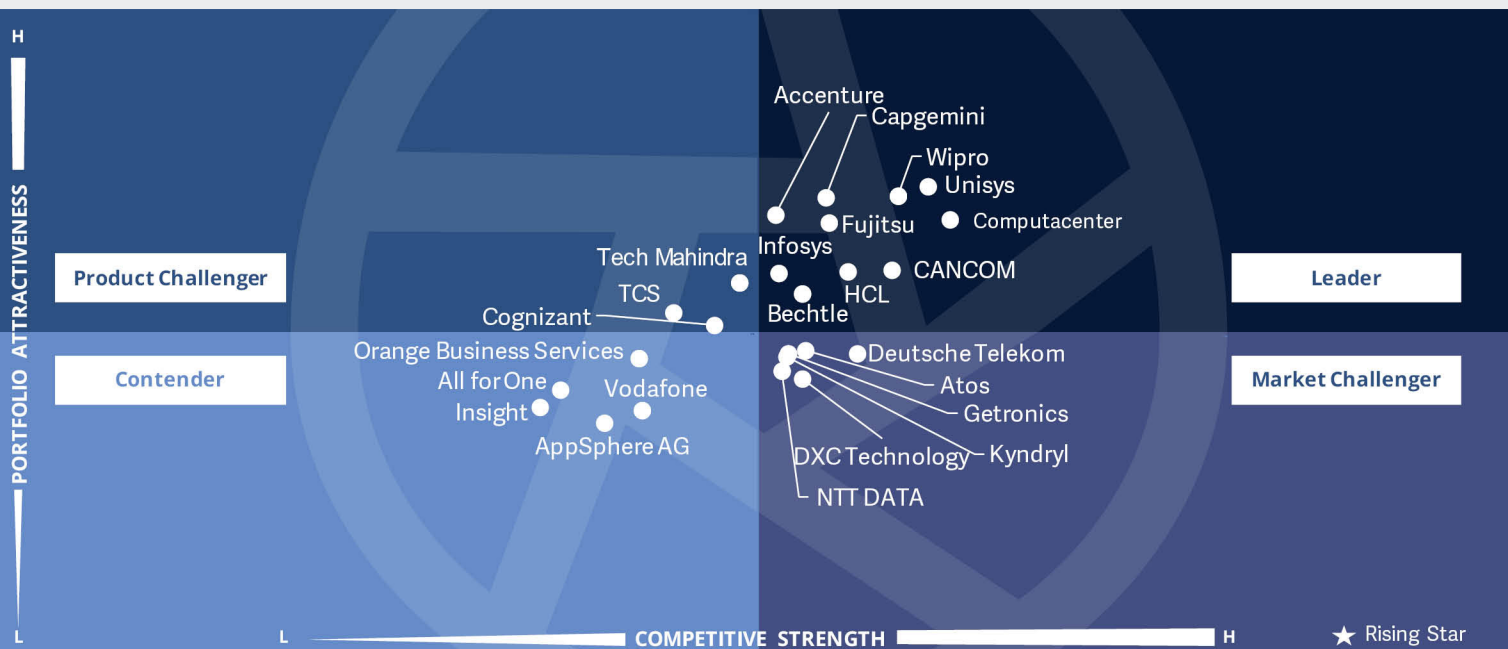 H
Accenture
Capgemini
Wipro
Unisys
Computacenter
Fujitsu
Infosys
Tech Mahindra
CANCOM
Product Challenger
Leader
TCS
HCL
Bechtle
Cognizant
PORTFOLIO ATTRACTIVENESS
Orange Business Services
Deutsche Telekom
Contender
All for One
Vodafone
Atos
Market Challenger
Insight
Getronics
AppSphere AG
DXC Technology
Kyndryl
NTT DATA
L
L
COMPETITIVE STRENGTH
H
Rising Star